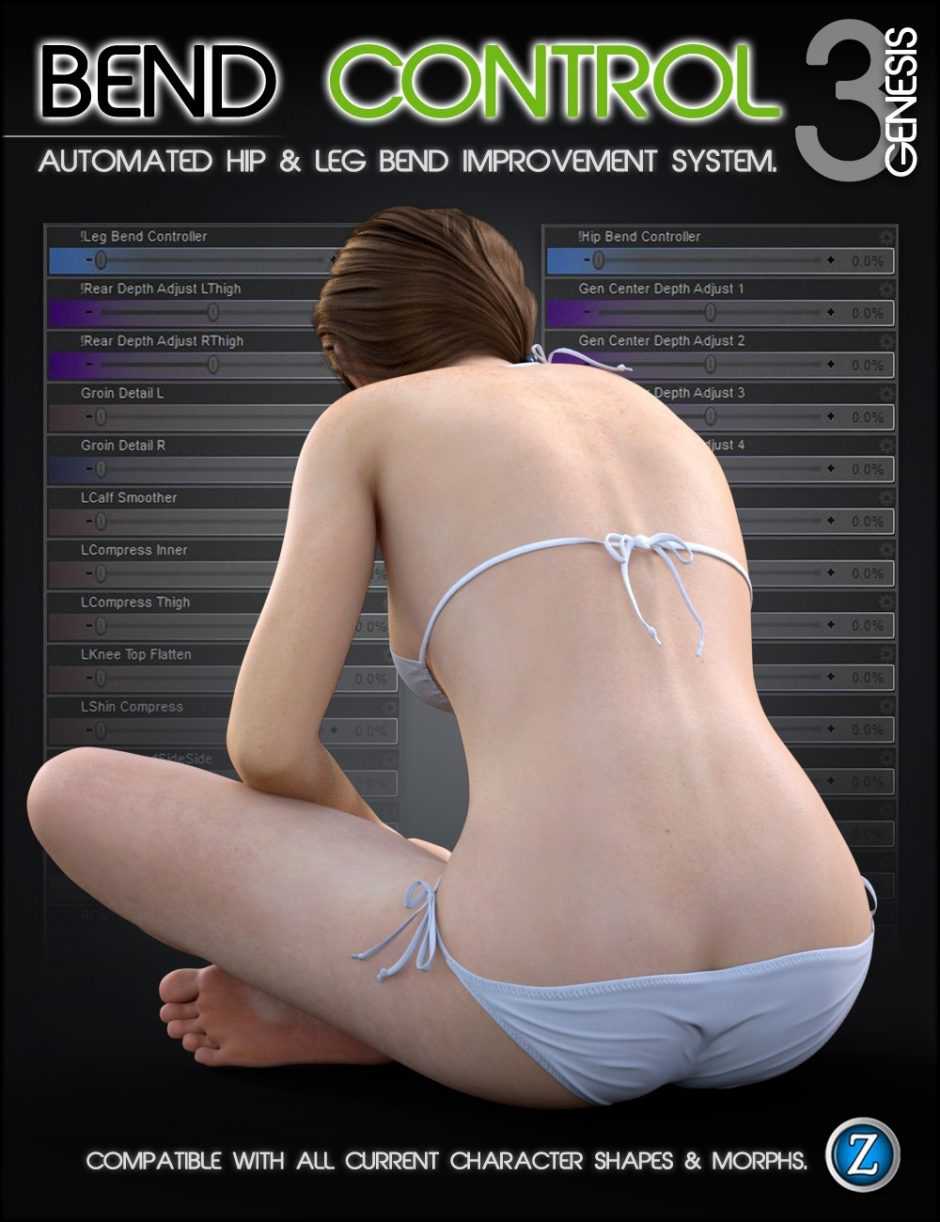 BEND CONTROL
3 GENESIS
AUTOMATED HIP & LEG BEND IMPROVEMENT SYSTEM.
!Leg Bend Controller
!Rear Depth Adjust LThigh
!Rear Depth Adjust RThigh
Groin Detail L
Groin Detail R
LCalf Smoother
LCompress Inner
LCompress Thigh
0.0%
LKnee Top Flatten
0.0%
LShin Compress
0.0%
!Hip Bend Controller
0.0%
Gen Center Depth Adjust 1
0.0%
Gen Center Depth Adjust 2
0.0%
Depth Adjust 3
0.0%
0.0%
0.0%
0.0%
0.0%
0.0%
0.0%
COMPATIBLE WITH ALL CURRENT CHARACTER SHAPES & MORPHS.
Z